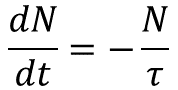 dN/dt = −N/τ